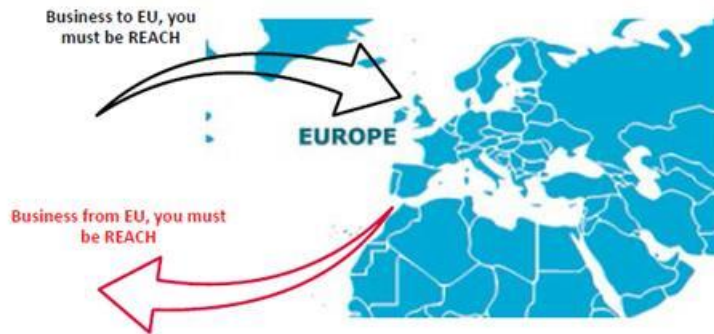 Business to EU, you
must be REACH
EUROPE
Business from EU, you must
be REACH